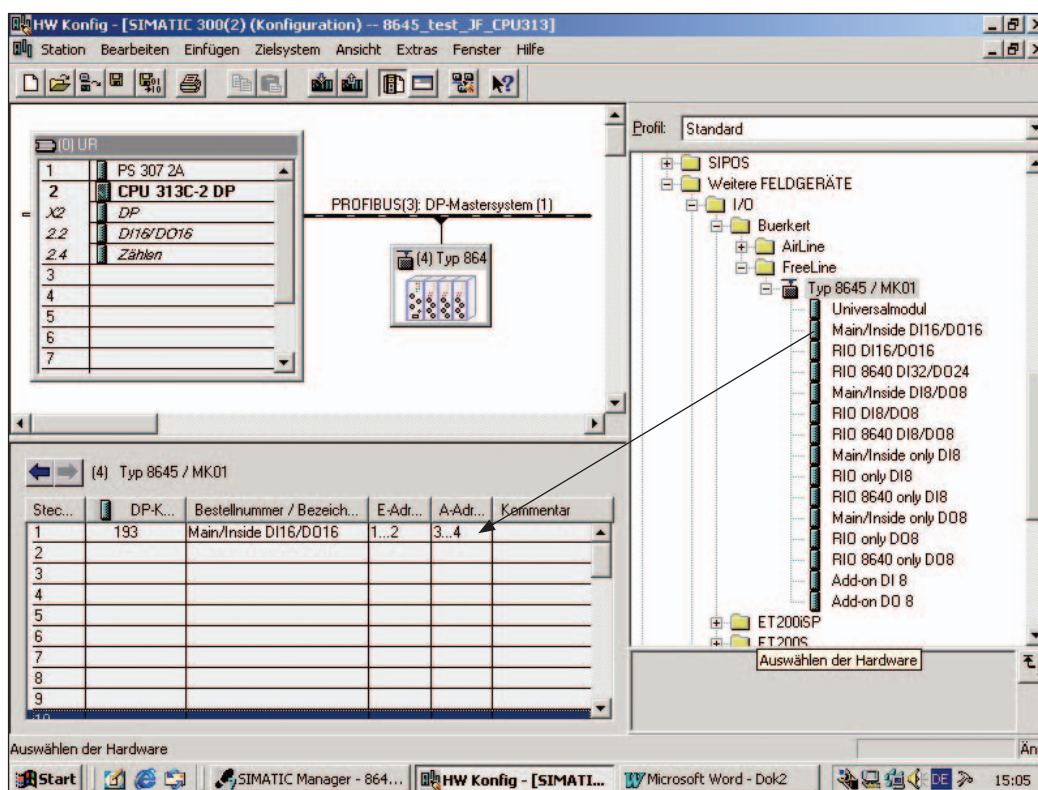 HW Konfig - [SIMATIC 300(2) (Konfiguration) -- 8645_test_JF_CPU313]
Station Bearbeiten Einfügen Zielsystem Ansicht Extras Fenster Hilfe
(0) UR
1 PS 307 2A
2 CPU 313C-2 DP
X2 DP
2.2 DI16/DO16
2.4 Zählen
3
4
5
6
7
PROFIBUS(3): DP-Mastersystem (1)
(4) Typ 864
Profil: Standard
SIPOS
Weitere FELDGERÄTE
I/O
Buerkert
AirLine
FreeLine
Typ 8645 / MK01
Universalmodul
Main/Inside DI16/DO16
RIO DI16/DO16
RIO 8640 DI32/DO24
Main/Inside DI8/DO8
RIO DI8/DO8
RIO 8640 DI8/DO8
Main/Inside only DI8
RIO only DI8
RIO 8640 only DI8
Main/Inside only DO8
RIO only DO8
RIO 8640 only DO8
Add-on DI 8
Add-on DO 8
ET200iSP
ET200S
Auswählen der Hardware
(4) Typ 8645 / MK01
Stec... DP-K... Bestellnummer / Bezeich... E-Adr... A-Adr... Kommentar
1 193 Main/Inside DI16/DO16 1...2 3...4
2
3
4
5
6
7
8
9
10
Auswählen der Hardware Än
Start SIMATIC Manager - 864... HW Konfig - [SIMATI... Microsoft Word - Dok2 DE 15:05